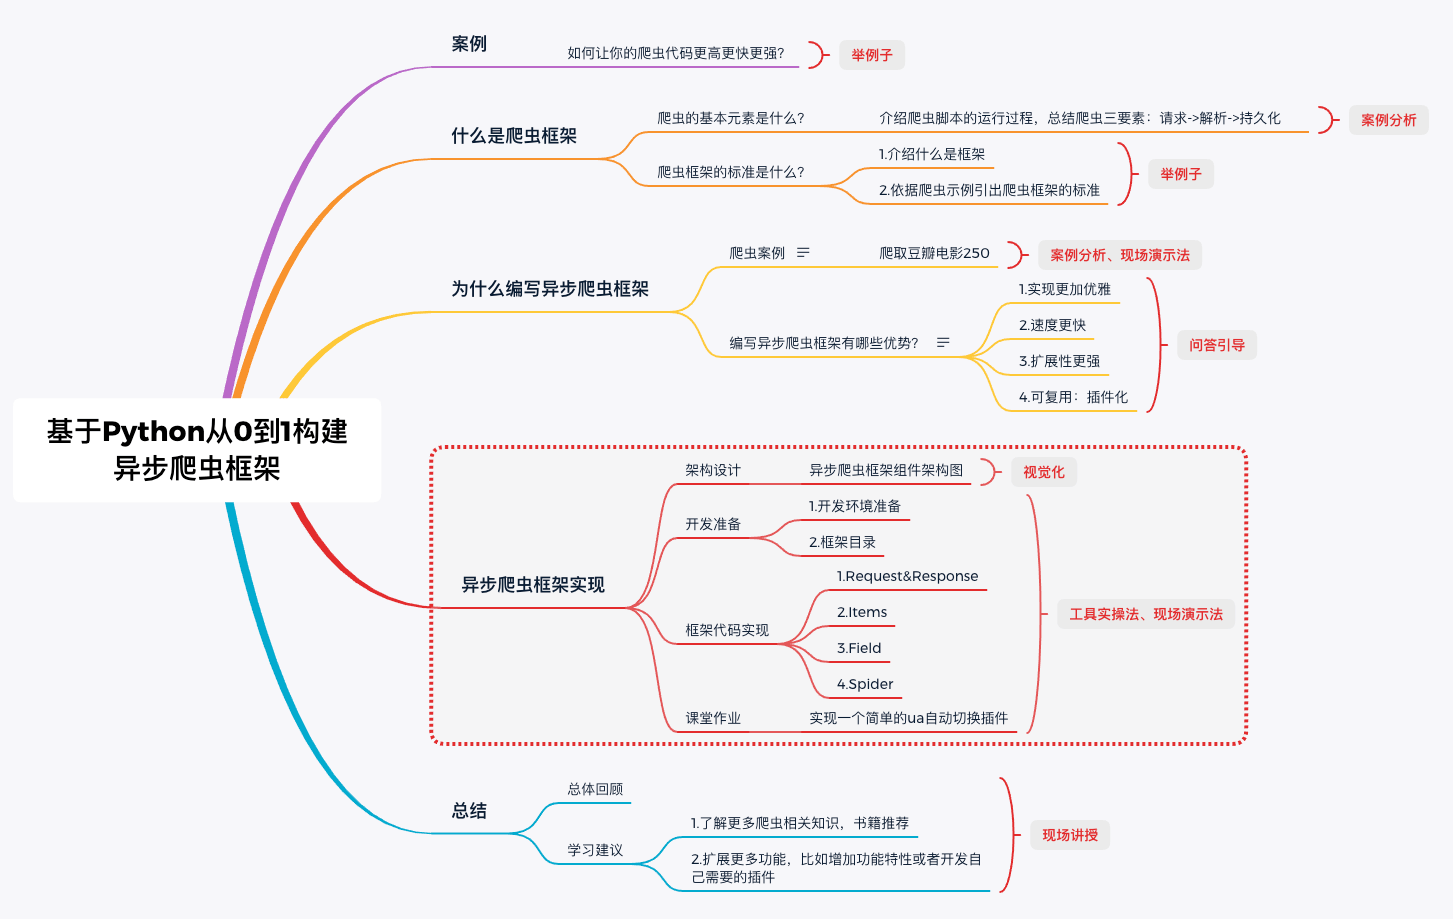 基于Python从0到1构建
异步爬虫框架
案例
如何让你的爬虫代码更高更快更强？
举例子
什么是爬虫框架
爬虫的基本元素是什么？
介绍爬虫脚本的运行过程，总结爬虫三要素：请求->解析->持久化
案例分析
爬虫框架的标准是什么？
1.介绍什么是框架
2.依据爬虫示例引出爬虫框架的标准
举例子
为什么编写异步爬虫框架
爬虫案例
爬取豆瓣电影250
案例分析、现场演示法
编写异步爬虫框架有哪些优势？
1.实现更加优雅
2.速度更快
3.扩展性更强
4.可复用：插件化
问答引导
异步爬虫框架实现
架构设计
异步爬虫框架组件架构图
视觉化
开发准备
1.开发环境准备
2.框架目录
框架代码实现
1.Request&Response
2.Items
3.Field
4.Spider
课堂作业
实现一个简单的ua自动切换插件
工具实操法、现场演示法
总结
总体回顾
学习建议
1.了解更多爬虫相关知识，书籍推荐
2.扩展更多功能，比如增加功能特性或者开发自
己需要的插件
现场讲授